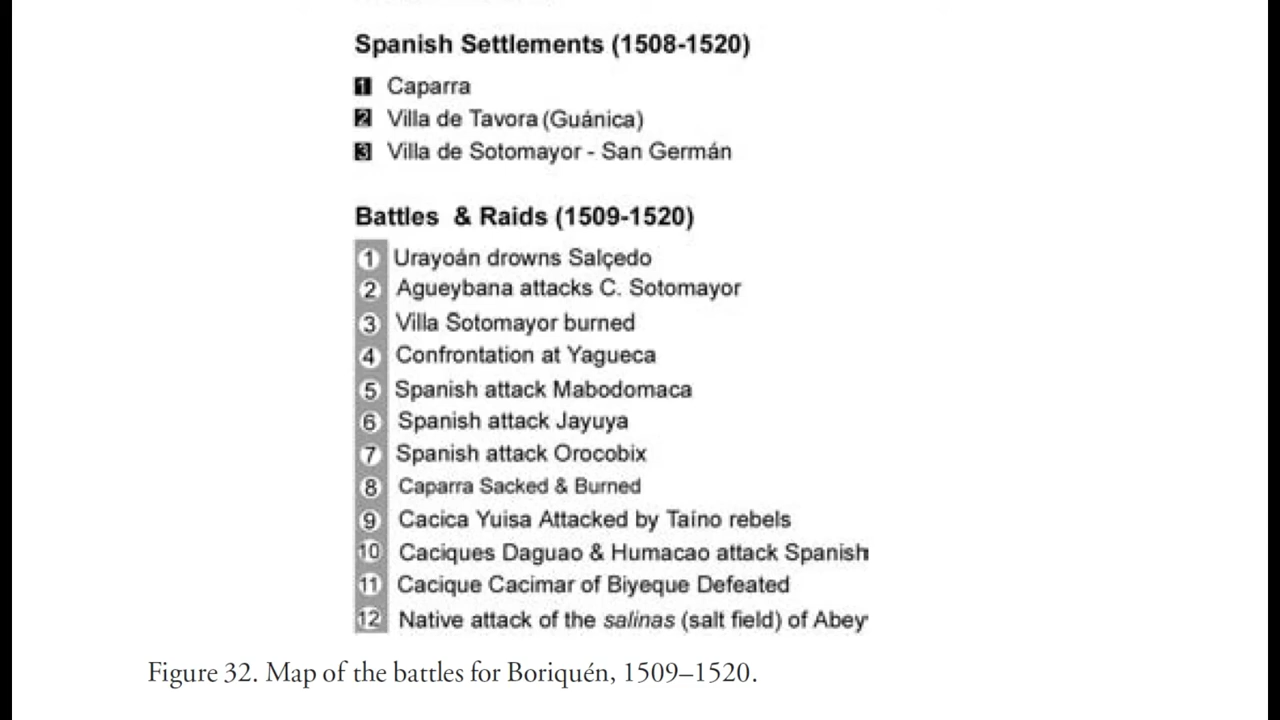 Spanish Settlements (1508-1520)
1 Caparra
2 Villa de Tavora (Guánica)
3 Villa de Sotomayor - San Germán
Battles & Raids (1509-1520)
1 Urayoán drowns Salçedo
2 Agueybana attacks C. Sotomayor
3 Villa Sotomayor burned
4 Confrontation at Yagueca
5 Spanish attack Mabodomaca
6 Spanish attack Jayuya
7 Spanish attack Orocobix
8 Caparra Sacked & Burned
9 Cacica Yuisa Attacked by Taíno rebels
10 Caciques Daguao & Humacao attack Spanish
11 Cacique Cacimar of Biyeque Defeated
12 Native attack of the salinas (salt field) of Abey
Figure 32. Map of the battles for Boriquén, 1509–1520.